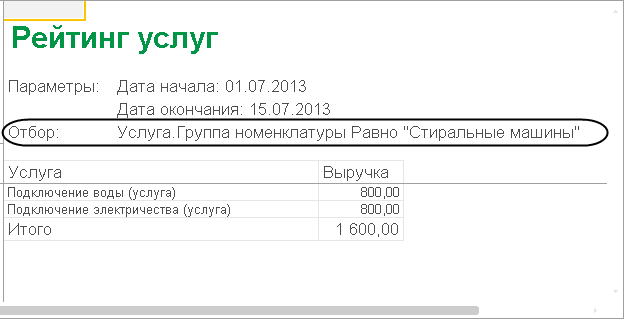 Рейтинг услуг
Параметры: Дата начала: 01.07.2013
Дата окончания: 15.07.2013
Отбор: Услуга.Группа номенклатуры Равно "Стиральные машины"
Услуга Выручка
Подключение воды (услуга) 800,00
Подключение электричества (услуга) 800,00
Итого 1 600,00